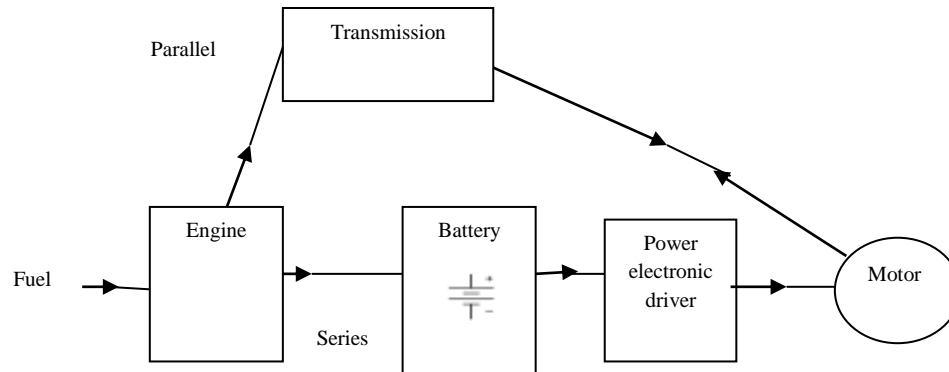 Transmission
Parallel
Engine
Battery
Power
electronic
driver
Motor
Fuel
Series